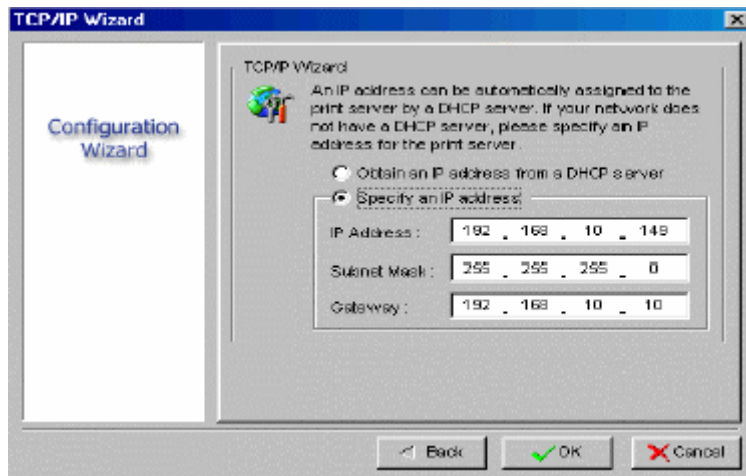 TCP/IP Wizard
Configuration
Wizard
TCP/IP Wizard
An IP address can be automatically assigned to the
print server by a DHCP server. If your network does
not have a DHCP server, please specify an IP
address for the print server.
Obtain an IP address from a DHCP server
Specify an IP address
IP Address : 192 . 168 . 10 . 149
Subnet Mask : 255 . 255 . 255 . 0
Gateway : 192 . 168 . 10 . 10
Back OK Cancel